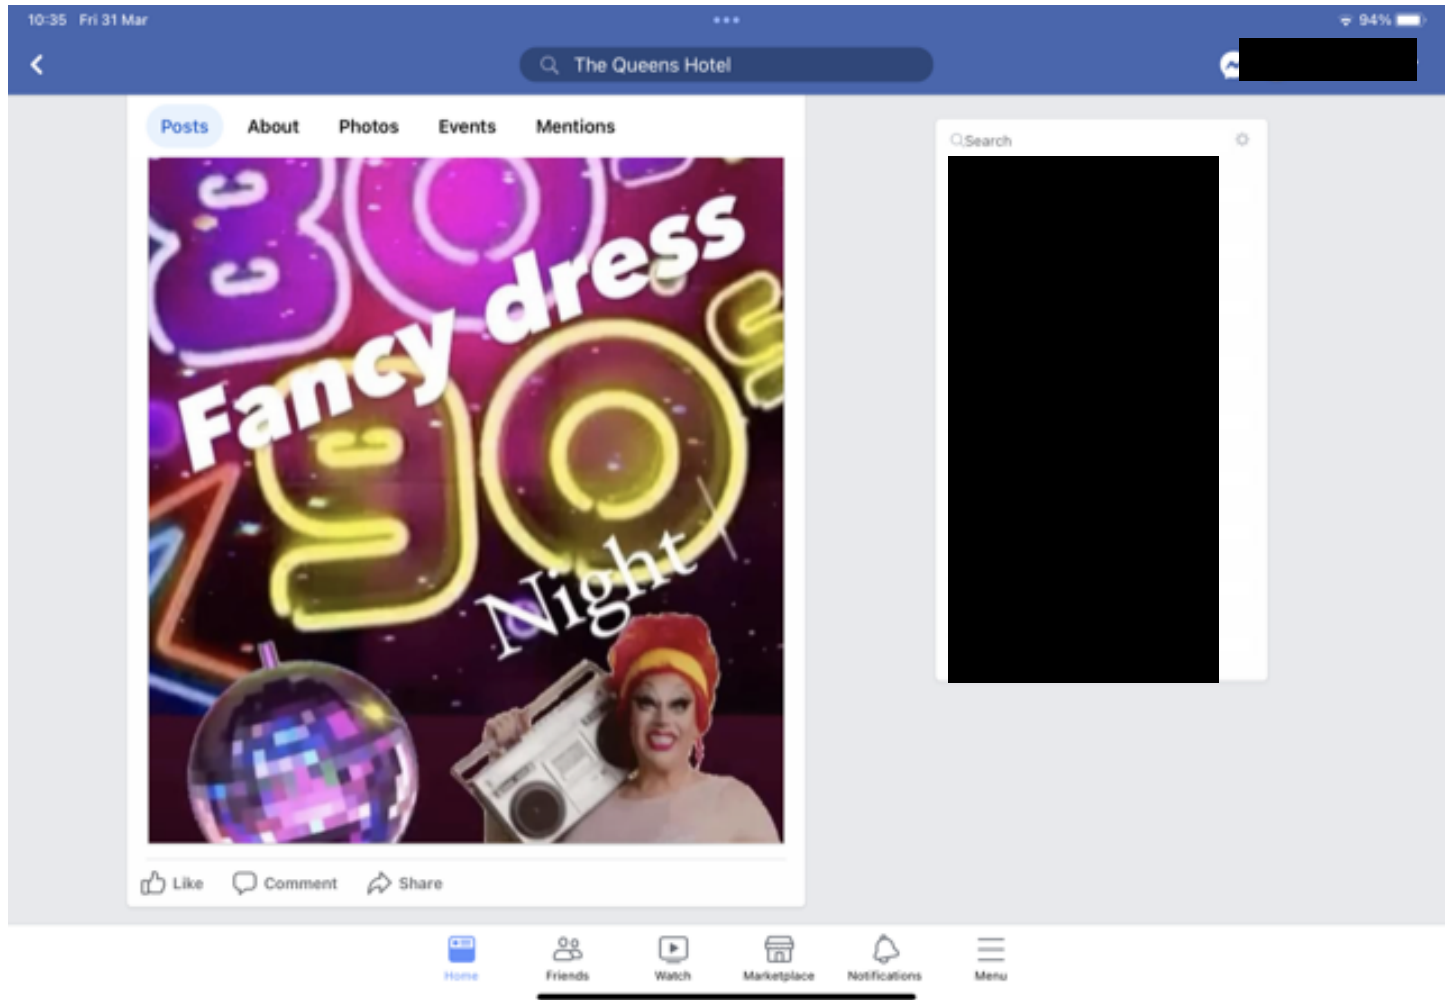 10:35 Fri 31 Mar
94%
The Queens Hotel
Posts About Photos Events Mentions
Search
80s
Fancy dress
90s
Night
Like Comment Share
Home Friends Watch Marketplace Notifications Menu